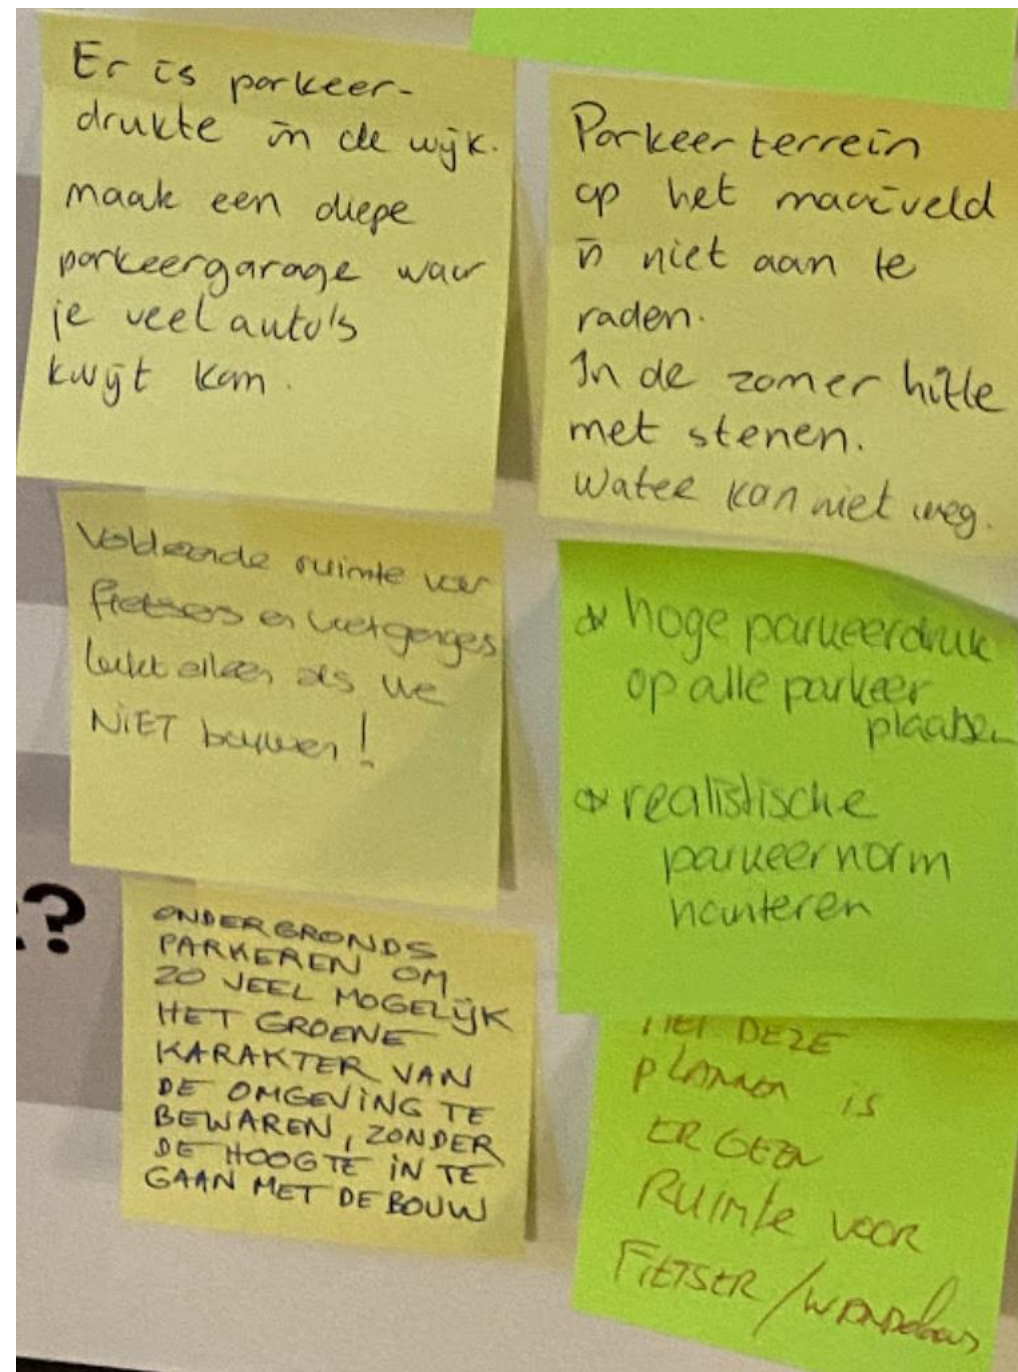 Er is parkeer-
drukte in de wijk.
maak een diepe
parkeergarage waar
je veel auto's
kwijt kan.
Parkeerterrein
op het maaiveld
is niet aan te
raden.
In de zomer hitte
met stenen.
Water kan niet weg.
Voldoende ruimte voor
fietsers en voetgangers
lukt alleen als we
NIET bouwen!
hoge parkeerdruk
op alle parkeer
plaatsen
realistische
parkeernorm
hanteren
ONDERGRONDS
PARKEREN OM
ZO VEEL MOGELIJK
HET GROENE
KARAKTER VAN
DE OMGEVING TE
BEWAREN, ZONDER
DE HOOGTE IN TE
GAAN MET DE BOUW
MET DEZE
PLANNEN is
ER GEEN
RUIMTE VOOR
FIETSER/WANDELAARS
?